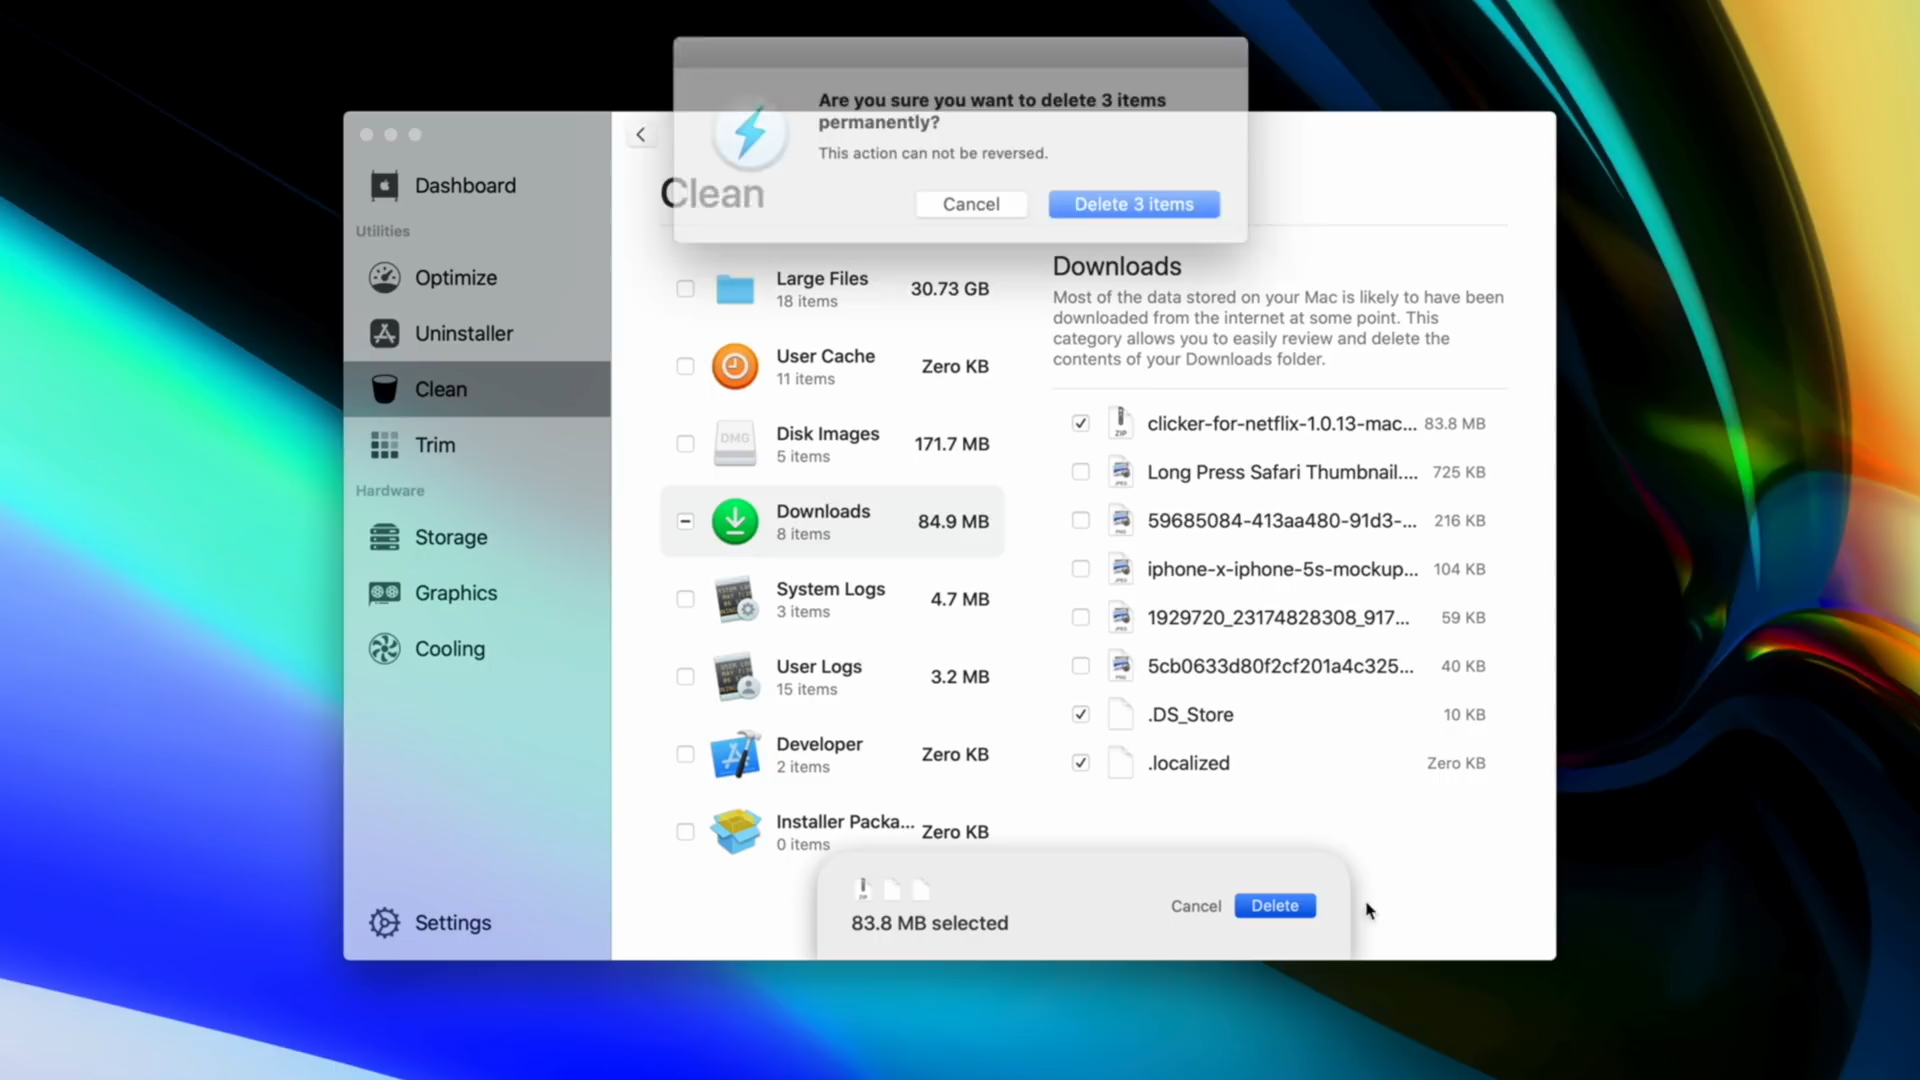 Are you sure you want to delete 3 items
permanently?
This action can not be reversed.
Cancel
Delete 3 items
Dashboard
Utilities
Optimize
Uninstaller
Clean
Trim
Hardware
Storage
Graphics
Cooling
Settings
Clean
Large Files
18 items
30.73 GB
User Cache
11 items
Zero KB
DMG
Disk Images
5 items
171.7 MB
Downloads
8 items
84.9 MB
System Logs
3 items
4.7 MB
User Logs
15 items
3.2 MB
Developer
2 items
Zero KB
Installer Packa...
0 items
Zero KB
Downloads
Most of the data stored on your Mac is likely to have been
downloaded from the internet at some point. This
category allows you to easily review and delete the
contents of your Downloads folder.
ZIP
clicker-for-netflix-1.0.13-mac... 83.8 MB
JPEG
Long Press Safari Thumbnail.... 725 KB
PNG
59685084-413aa480-91d3-... 216 KB
JPEG
iphone-x-iphone-5s-mockup... 104 KB
JPEG
1929720_23174828308_917... 59 KB
PNG
5cb0633d80f2cf201a4c325... 40 KB
.DS_Store 10 KB
.localized Zero KB
ZIP
83.8 MB selected
Cancel
Delete